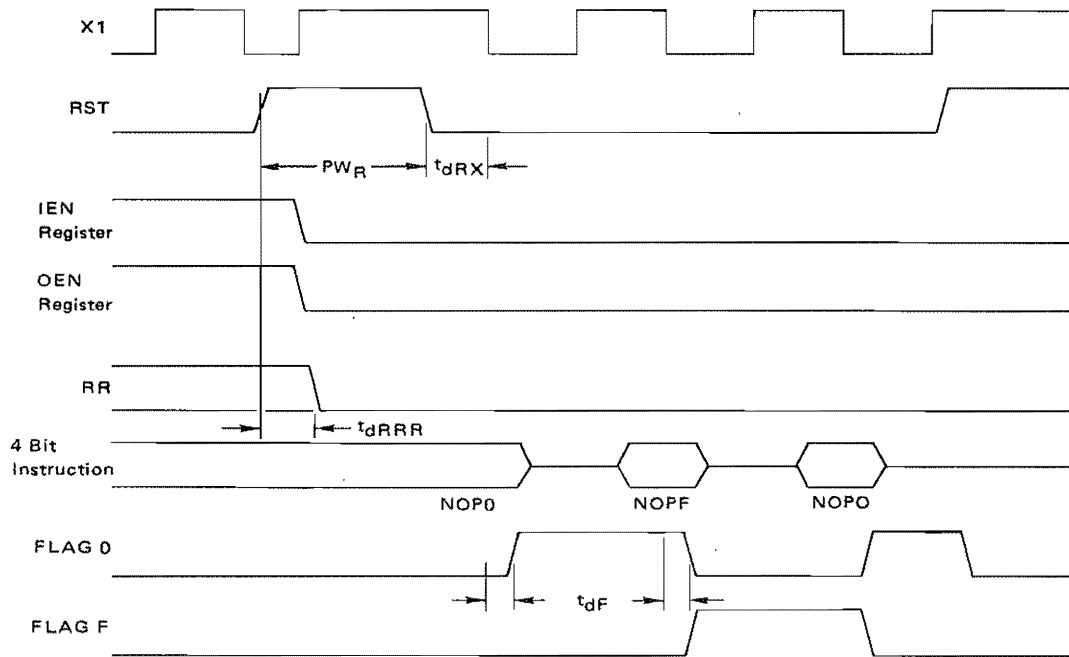 X1
RST
PWR
tdRX
IEN
Register
OEN
Register
RR
tdRRR
4 Bit
Instruction
NOP0
NOPF
NOPO
FLAG 0
tdF
FLAG F